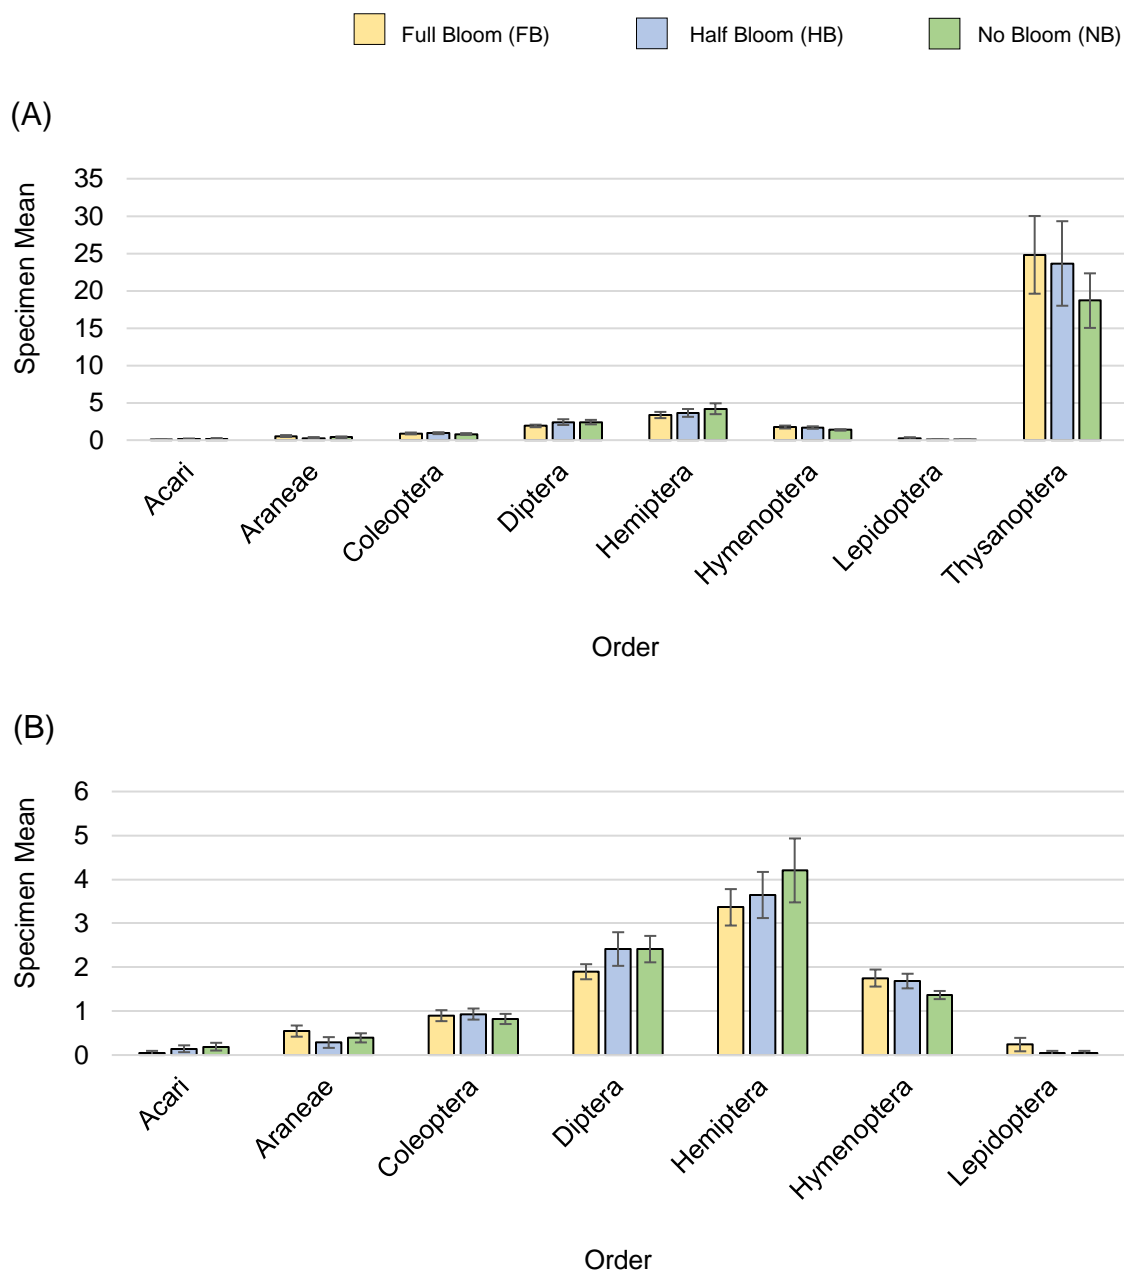 Full Bloom (FB) Half Bloom (HB) No Bloom (NB)
(A)
Specimen Mean
35
30
25
20
15
10
5
0
Acari Araneae Coleoptera Diptera Hemiptera Hymenoptera Lepidoptera Thysanoptera
Order
(B)
Specimen Mean
6
5
4
3
2
1
0
Acari Araneae Coleoptera Diptera Hemiptera Hymenoptera Lepidoptera
Order